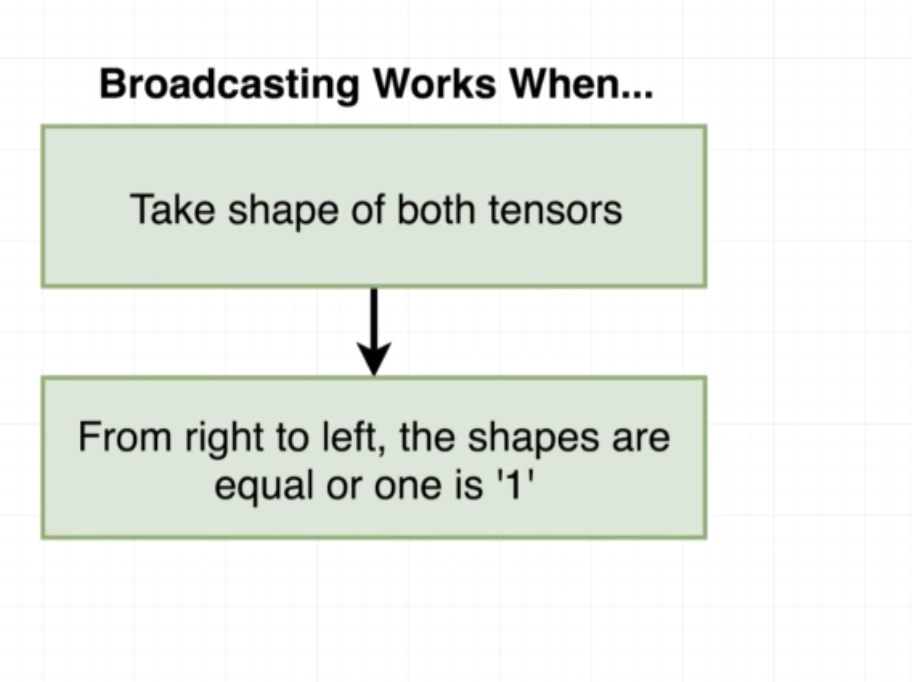 Broadcasting Works When...
Take shape of both tensors
From right to left, the shapes are
equal or one is '1'